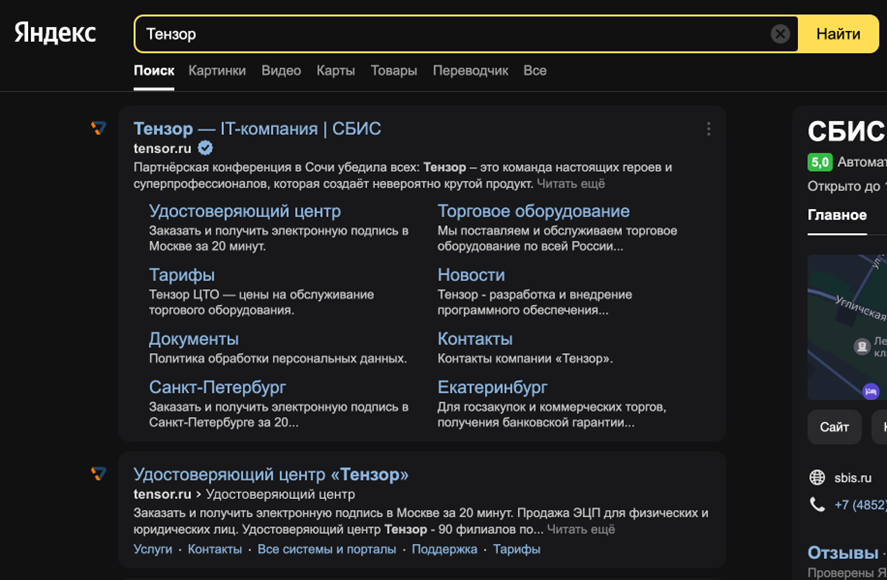 Яндекс
Тензор
Найти
Поиск Картинки Видео Карты Товары Переводчик Все
Тензор — IT-компания | СБИС
tensor.ru
Партнёрская конференция в Сочи убедила всех: Тензор – это команда настоящих героев и
суперпрофессионалов, которая создаёт невероятно крутой продукт. Читать ещё
Удостоверяющий центр
Заказать и получить электронную подпись в
Москве за 20 минут.
Торговое оборудование
Мы поставляем и обслуживаем торговое
оборудование по всей России...
Тарифы
Тензор ЦТО — цены на обслуживание
торгового оборудования.
Новости
Тензор - разработка и внедрение
программного обеспечения...
Документы
Политика обработки персональных данных.
Контакты
Контакты компании «Тензор».
Санкт-Петербург
Заказать и получить электронную подпись в
Санкт-Петербурге за 20...
Екатеринбург
Для госзакупок и коммерческих торгов,
получения банковской гарантии...
Удостоверяющий центр «Тензор»
tensor.ru › Удостоверяющий центр
Заказать и получить электронную подпись в Москве за 20 минут. Продажа ЭЦП для физических и
юридических лиц. Удостоверяющий центр Тензор - 90 филиалов по... Читать ещё
Услуги · Контакты · Все системы и порталы · Поддержка · Тарифы
СБИС
5,0 Автомат
Открыто до
Главное
Угличская
Ле
кл
Сайт
sbis.ru
+7 (4852)
Отзывы
Проверены Я